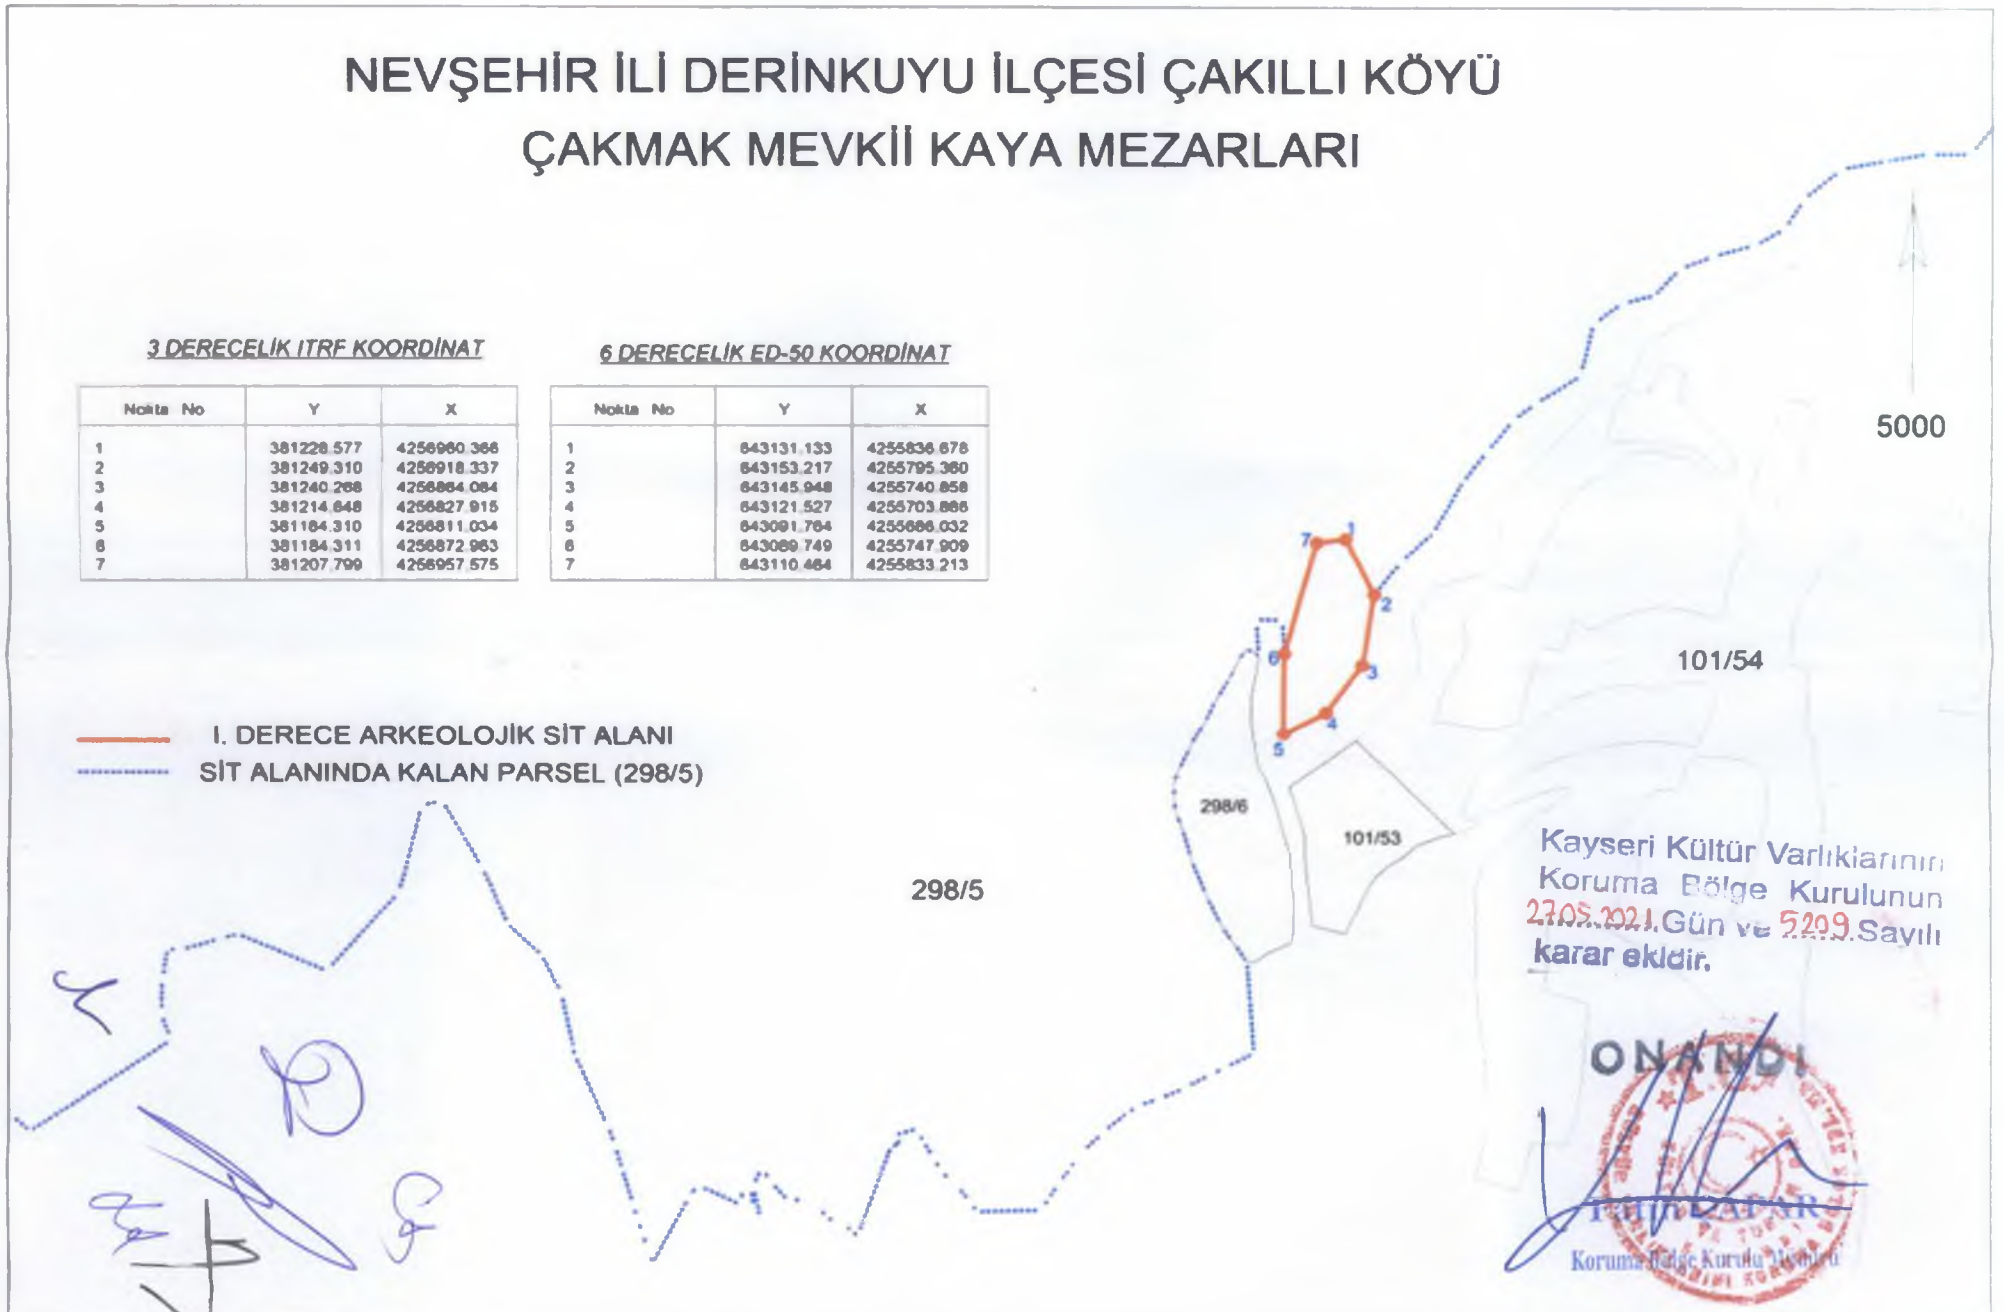 NEVŞEHİR İLİ DERİNKUYU İLÇESİ ÇAKILLI KÖYÜ
ÇAKMAK MEVKİİ KAYA MEZARLARI
3 DERECELİK ITRF KOORDİNAT
Nokta No Y X
1 381228.577 4256960.366
2 381249.310 4256918.337
3 381240.268 4256864.084
4 381214.648 4256827.915
5 381184.310 4256811.034
6 381184.311 4256872.963
7 381207.799 4256957.575
6 DERECELİK ED-50 KOORDİNAT
Nokta No Y X
1 643131.133 4255836.678
2 643153.217 4255795.360
3 643145.948 4255740.858
4 643121.527 4255703.886
5 643091.764 4255686.032
6 643089.749 4255747.909
7 643110.464 4255833.213
5000
7 1
2
6
3
4
5
101/54
I. DERECE ARKEOLOJİK SİT ALANI
SİT ALANINDA KALAN PARSEL (298/5)
298/6
101/53
298/5
Kayseri Kültür Varlıklarının
Koruma Bölge Kurulunun
27.05.2021.Gün ve 5209.Sayılı
karar ekidir.
ONANDI
Koruma Bölge Kurulu Müdürü